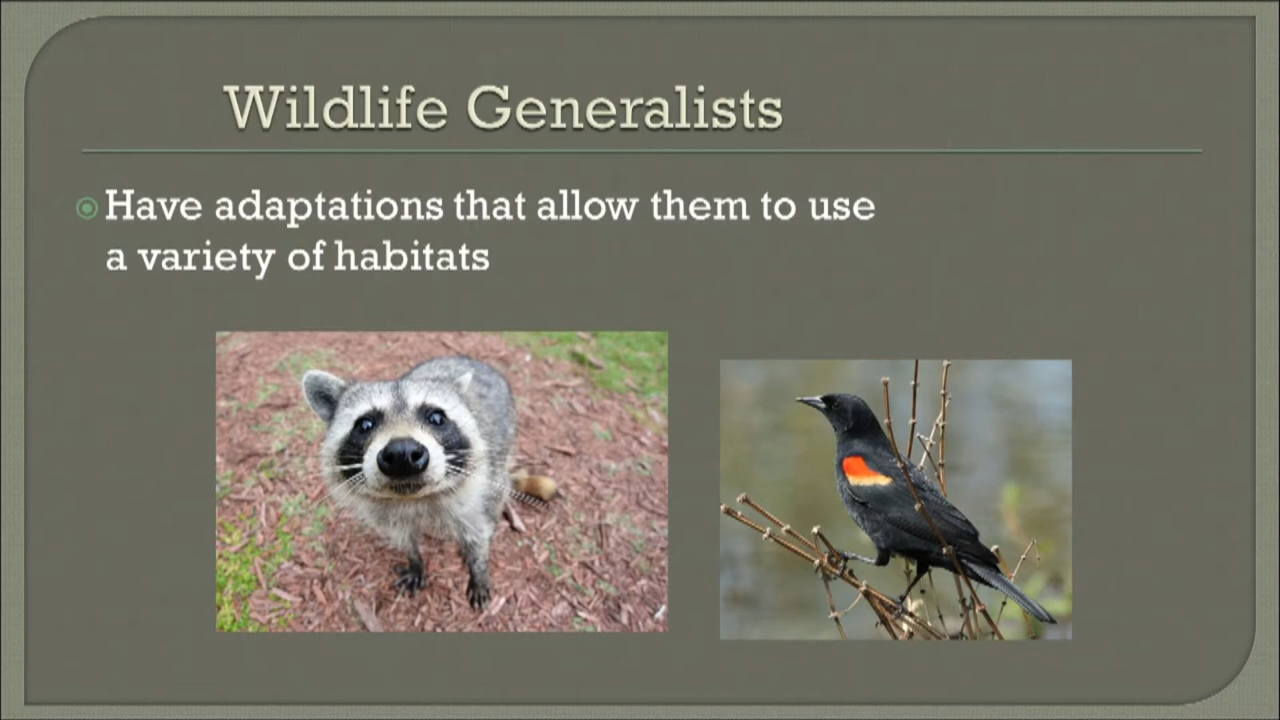 Wildlife Generalists
Have adaptations that allow them to use
a variety of habitats